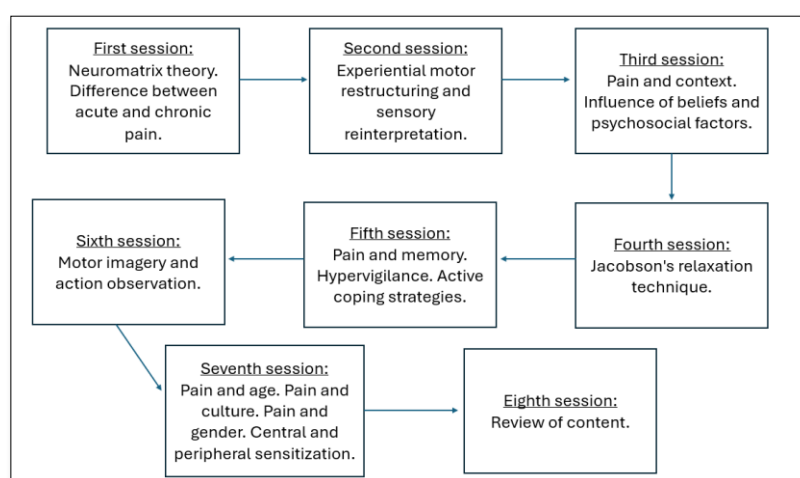 First session:
Neuromatrix theory.
Difference between
acute and chronic
pain.
Second session:
Experiential motor
restructuring and
sensory
reinterpretation.
Third session:
Pain and context.
Influence of beliefs and
psychosocial factors.
Fourth session:
Jacobson's relaxation
technique.
Fifth session:
Pain and memory.
Hypervigilance. Active
coping strategies.
Sixth session:
Motor imagery and
action observation.
Seventh session:
Pain and age. Pain and
culture. Pain and
gender. Central and
peripheral sensitization.
Eighth session:
Review of content.